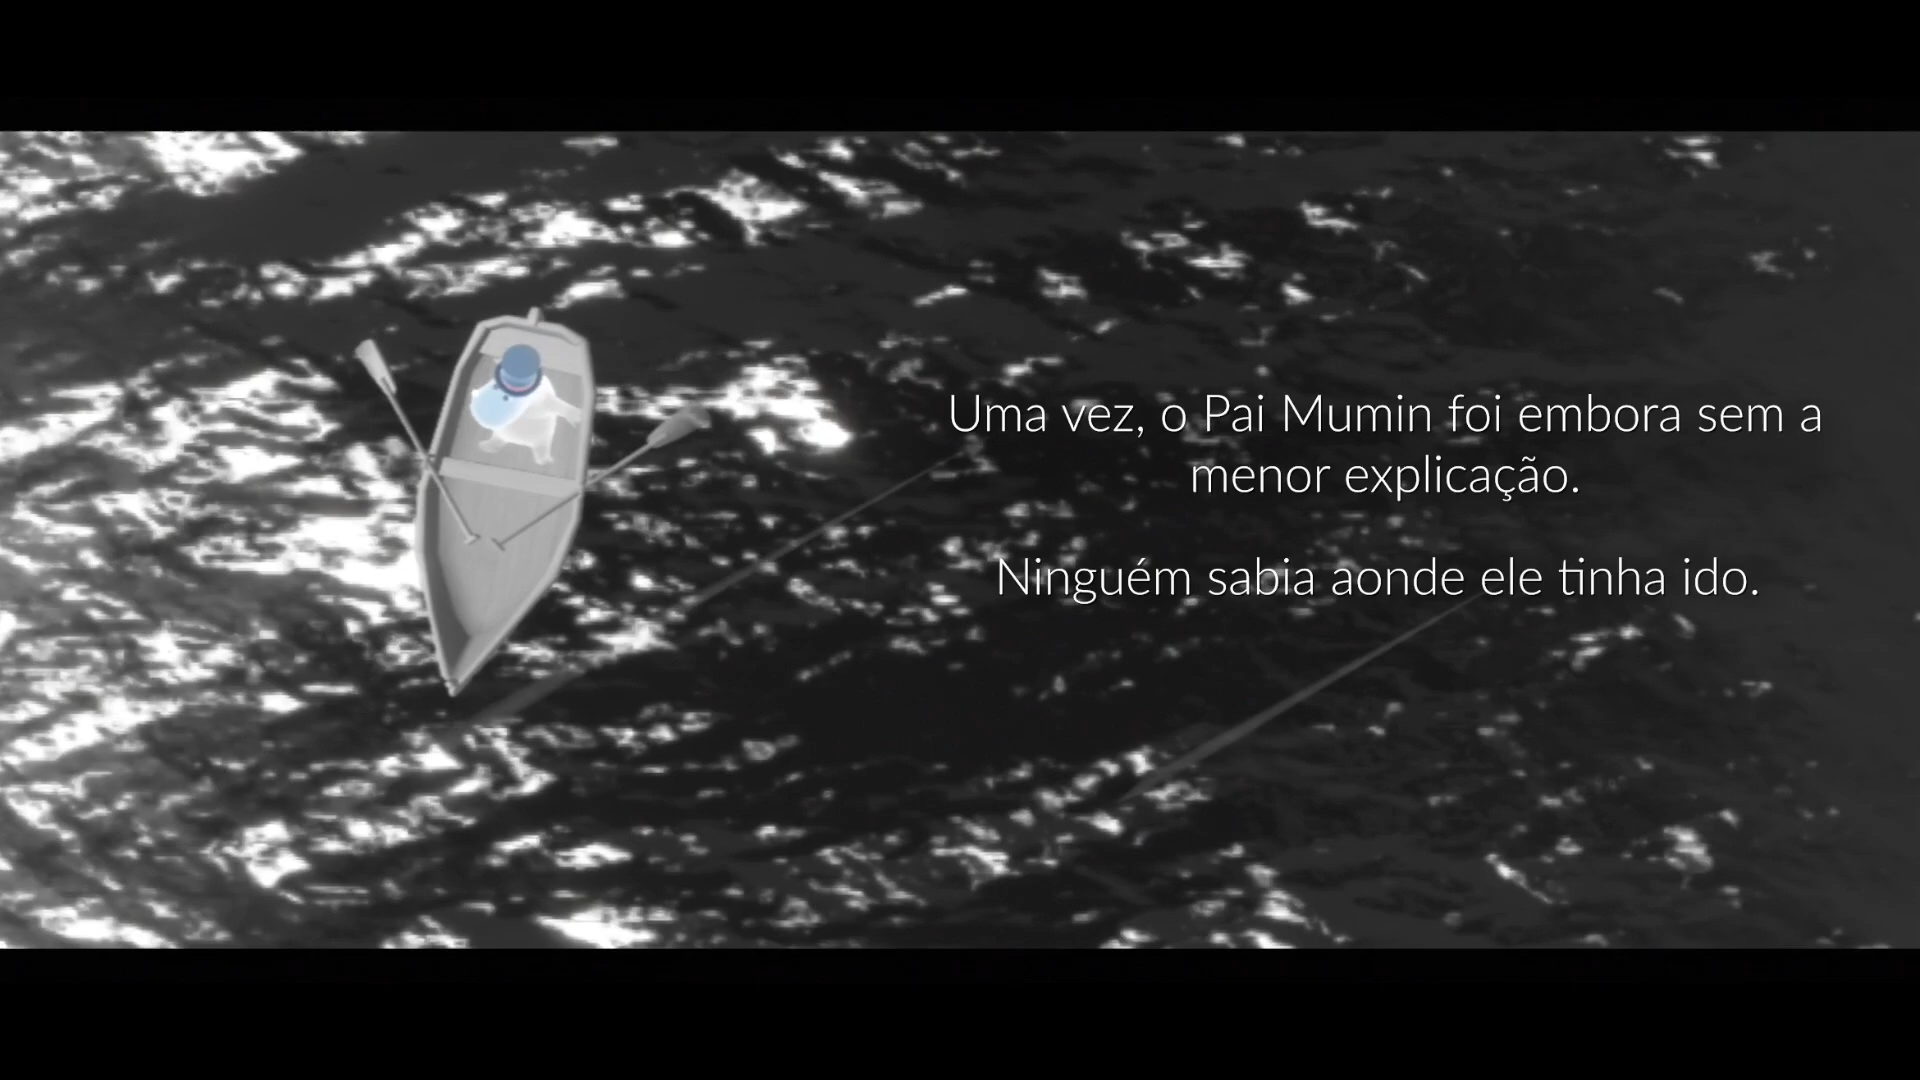 Uma vez, o Pai Mumin foi embora sem a
menor explicação.
Ninguém sabia aonde ele tinha ido.